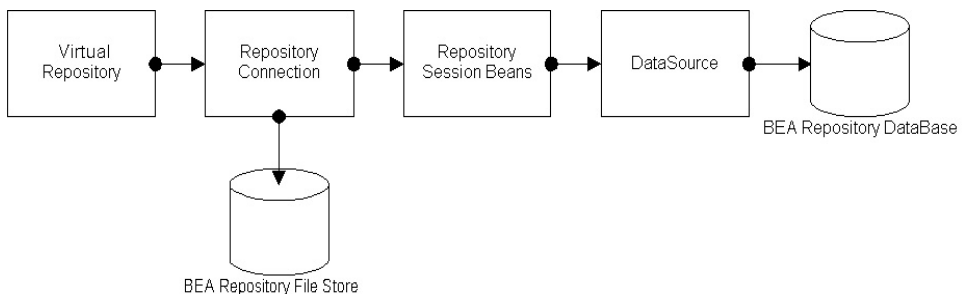 Virtual
Repository
Repository
Connection
Repository
Session Beans
DataSource
BEA Repository DataBase
BEA Repository File Store